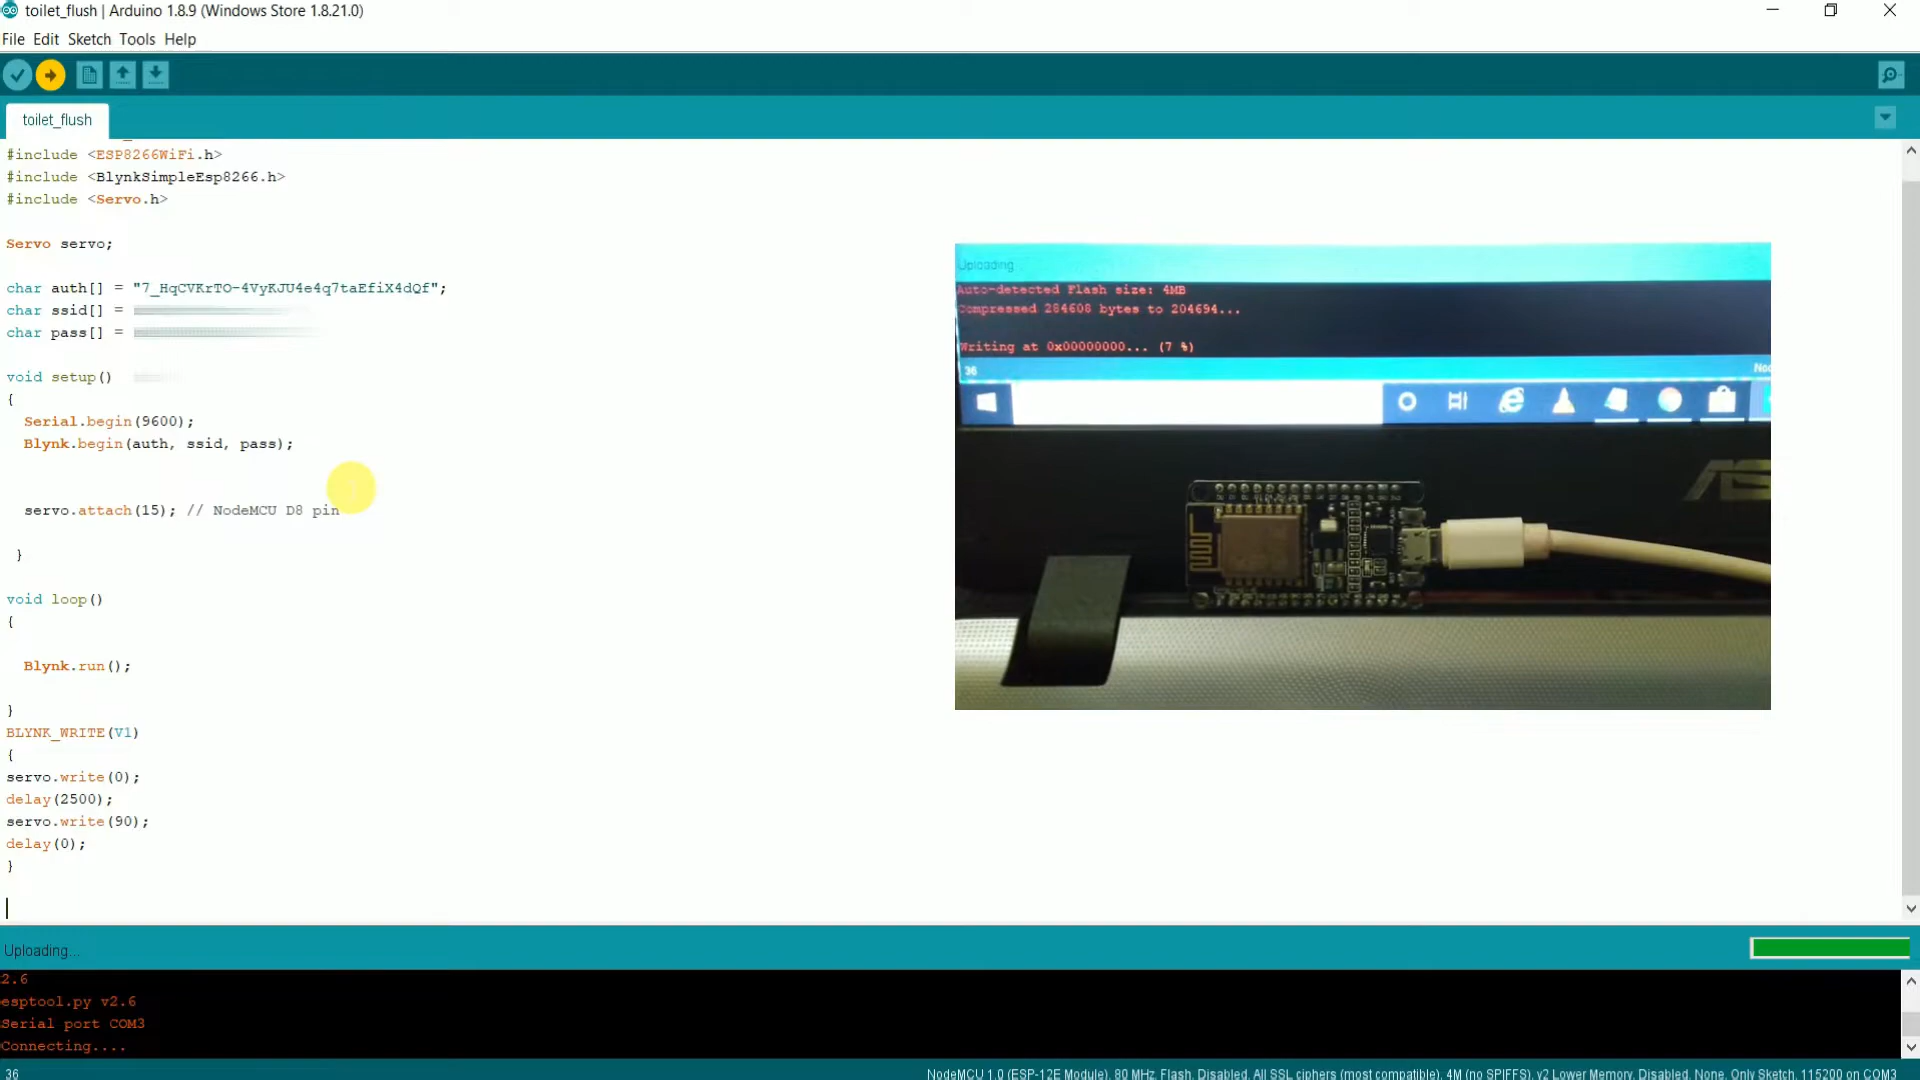 toilet_flush | Arduino 1.8.9 (Windows Store 1.8.21.0)
File Edit Sketch Tools Help
toilet_flush
#include <ESP8266WiFi.h>
#include <BlynkSimpleEsp8266.h>
#include <Servo.h>
Servo servo;
char auth[] = "7_HqCVKrTO-4VyKJU4e4q7taEfiX4dQf";
char ssid[] =
char pass[] =
void setup()
{
Serial.begin(9600);
Blynk.begin(auth, ssid, pass);
servo.attach(15); // NodeMCU D8 pin
}
void loop()
{
Blynk.run();
}
BLYNK_WRITE(V1)
{
servo.write(0);
delay(2500);
servo.write(90);
delay(0);
}
Uploading
Auto-detected Flash size: 4MB
Compressed 284608 bytes to 204694...
Writing at 0x00000000... (7 %)
36
Uploading...
2.6
esptool.py v2.6
Serial port COM3
Connecting....
36
NodeMCU 1.0 (ESP-12E Module), 80 MHz, Flash, Disabled, All SSL ciphers (most compatible), 4M (no SPIFFS), v2 Lower Memory, Disabled, None, Only Sketch, 115200 on COM3